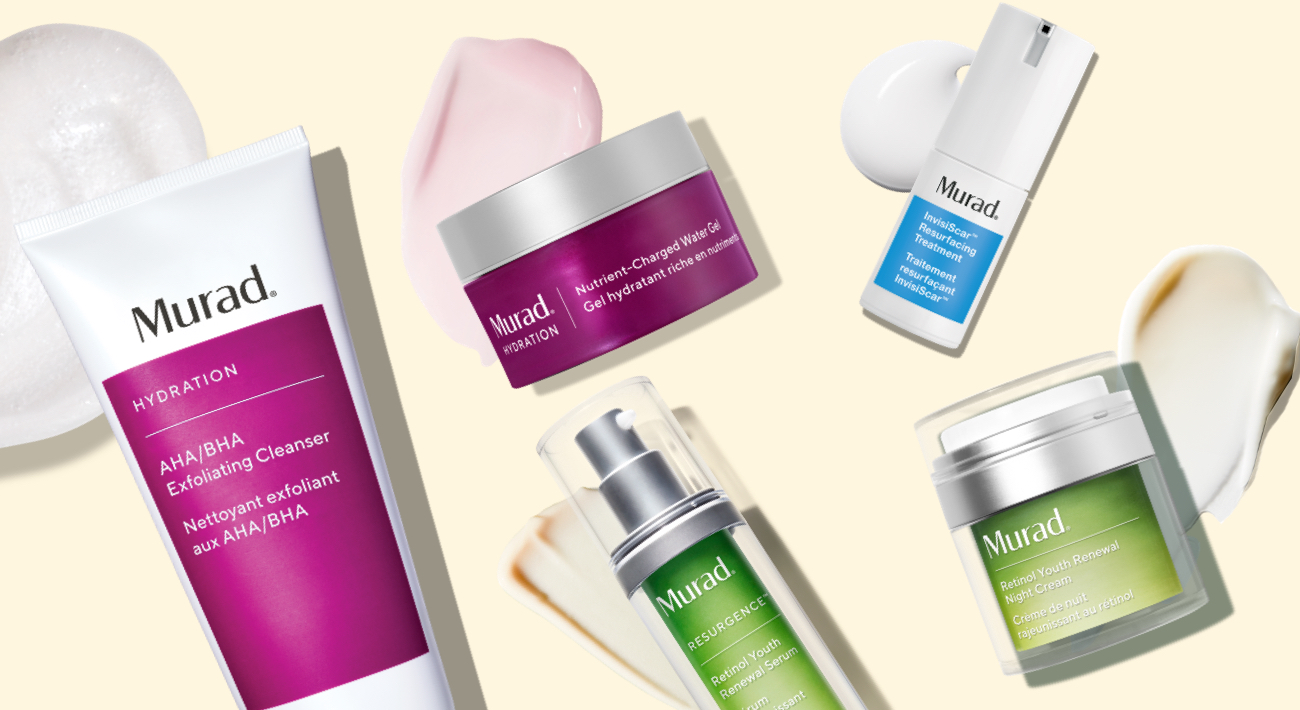 Murad.
HYDRATION
AHA/BHA
Exfoliating Cleanser
Nettoyant exfoliant
aux AHA/BHA
Murad.
HYDRATION
Nutrient-Charged Water Gel
Gel hydratant riche en nutriments
Murad.
InvisiScar™
Resurfacing
Treatment
Traitement
resurfaçant
InvisiScar™
Murad.
RESURGENCE™
Retinol Youth
Renewal Serum
Murad.
Retinol Youth Renewal
Night Cream
Crème de nuit
rajeunissant au rétinol